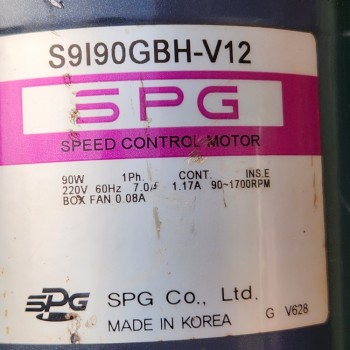 S9I90GBH-V12
SPG
SPEED CONTROL MOTOR
90W 1Ph. CONT. INS.E
220V 60Hz 7.0µ 1.17A 90~1700RPM
BOX FAN 0.08A
SPG SPG Co., Ltd.
MADE IN KOREA G V628